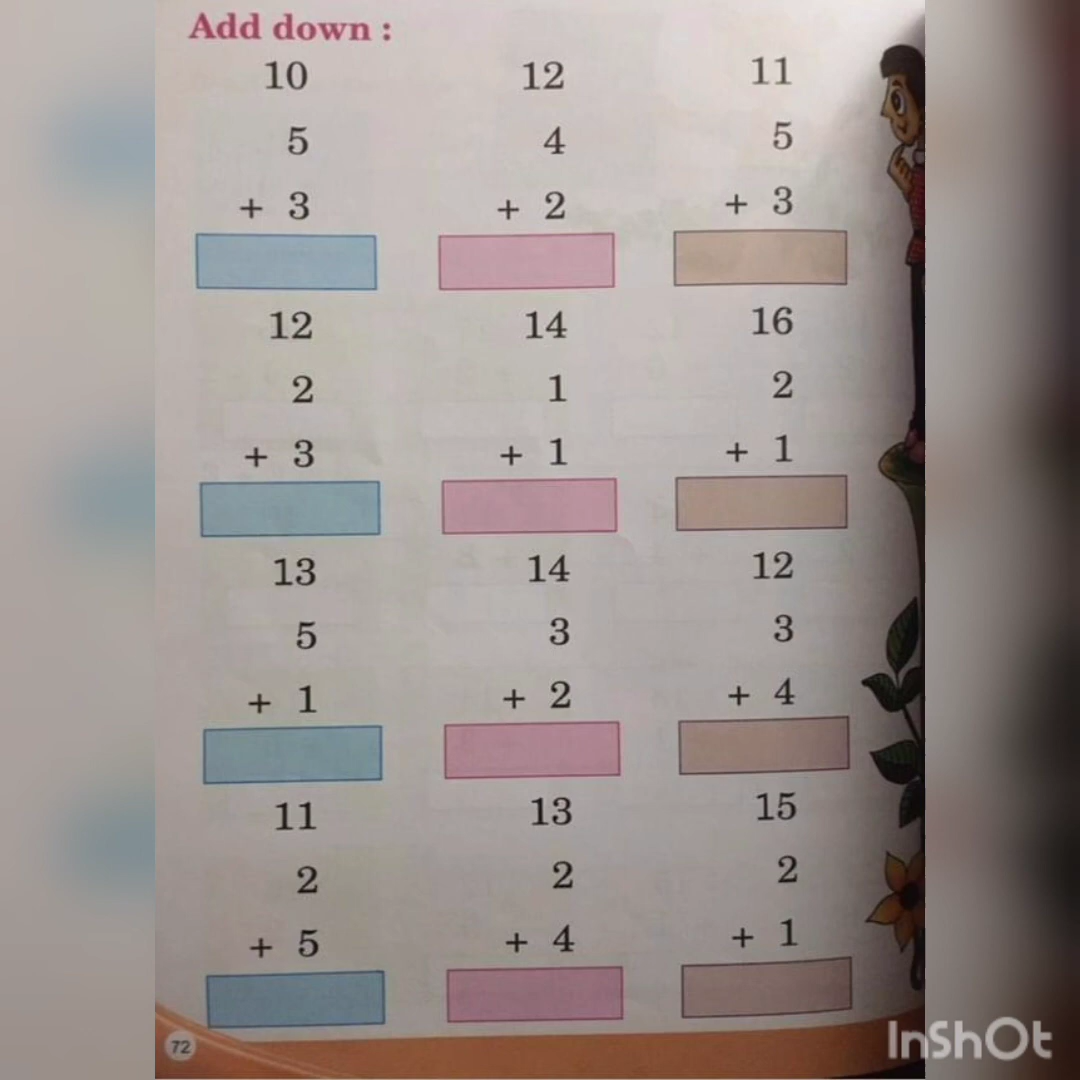 Add down :
10 12 11
5 4 5
+ 3 + 2 + 3
12 14 16
2 1 2
+ 3 + 1 + 1
13 14 12
5 3 3
+ 1 + 2 + 4
11 13 15
2 2 2
+ 5 + 4 + 1
72
InShOt